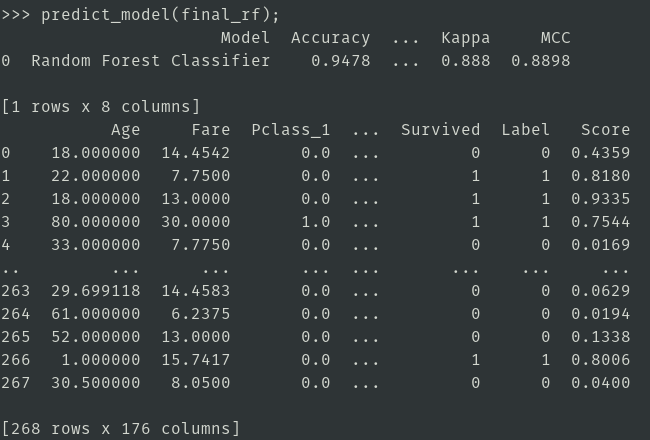 >>> predict_model(final_rf);
                      Model  Accuracy  ...  Kappa     MCC
0  Random Forest Classifier    0.9478  ...  0.888  0.8898
[1 rows x 8 columns]
           Age     Fare  Pclass_1  ...  Survived  Label   Score
0    18.000000  14.4542       0.0  ...         0      0  0.4359
1    22.000000   7.7500       0.0  ...         1      1  0.8180
2    18.000000  13.0000       0.0  ...         1      1  0.9335
3    80.000000  30.0000       1.0  ...         1      1  0.7544
4    33.000000   7.7750       0.0  ...         0      0  0.0169
..         ...      ...       ...  ...       ...    ...     ...
263  29.699118  14.4583       0.0  ...         0      0  0.0629
264  61.000000   6.2375       0.0  ...         0      0  0.0194
265  52.000000  13.0000       0.0  ...         0      0  0.1338
266   1.000000  15.7417       0.0  ...         1      1  0.8006
267  30.500000   8.0500       0.0  ...         0      0  0.0400
[268 rows x 176 columns]